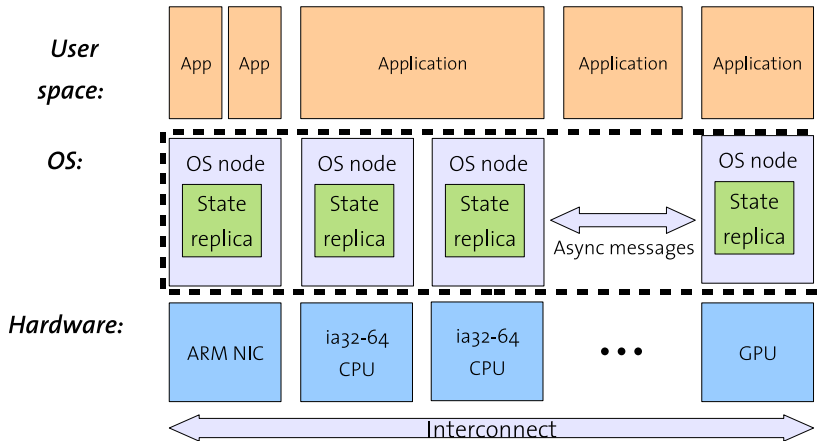 User
space:
App
App
Application
Application
Application
OS:
OS node
State
replica
OS node
State
replica
OS node
State
replica
Async messages
OS node
State
replica
Hardware:
ARM NIC
ia32-64
CPU
ia32-64
CPU
•••
GPU
Interconnect